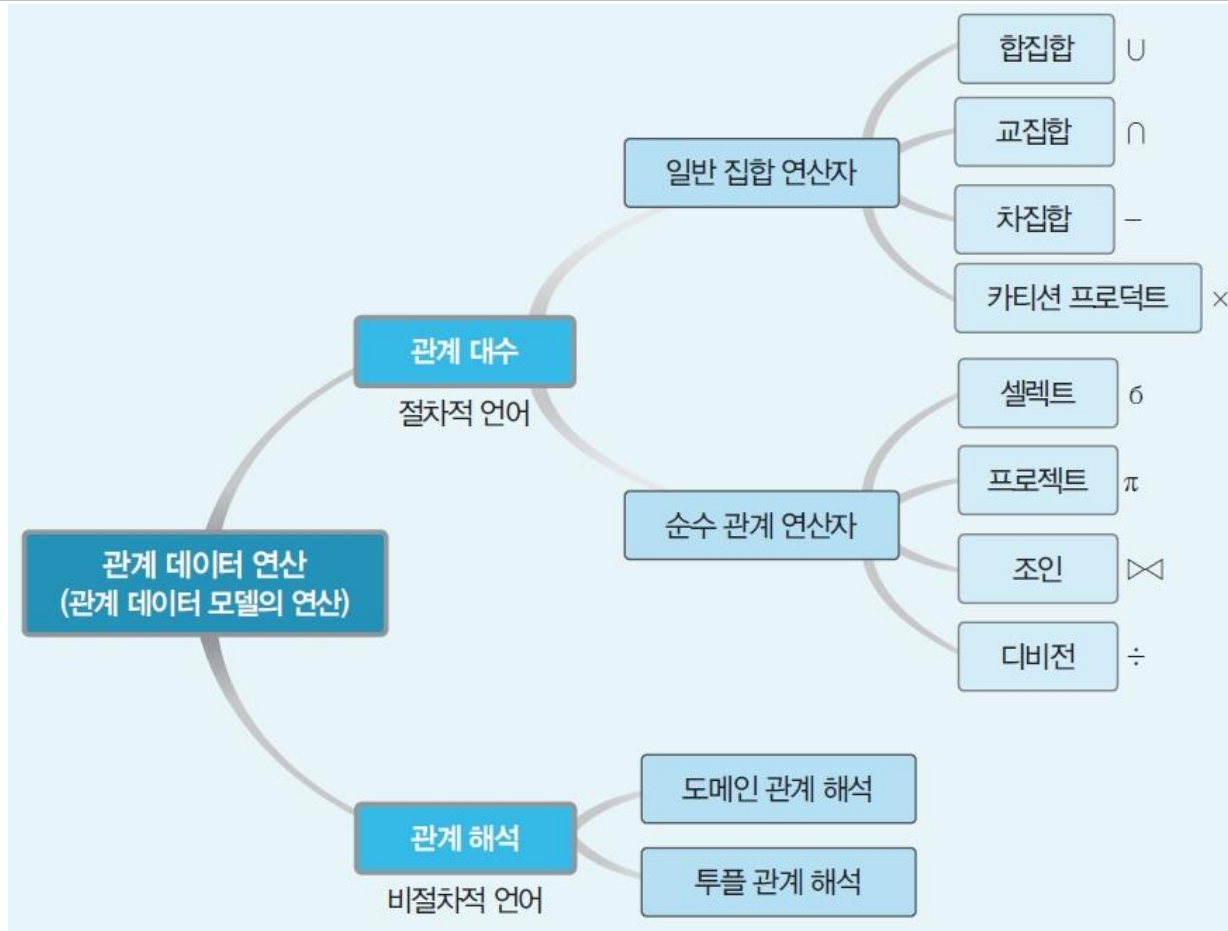 합집합 ∪
교집합 ∩
일반 집합 연산자
차집합 −
카티션 프로덕트 ×
관계 대수
절차적 언어
셀렉트 б
프로젝트 π
순수 관계 연산자
조인 ⋈
디비전 ÷
관계 데이터 연산
(관계 데이터 모델의 연산)
도메인 관계 해석
관계 해석
비절차적 언어
투플 관계 해석